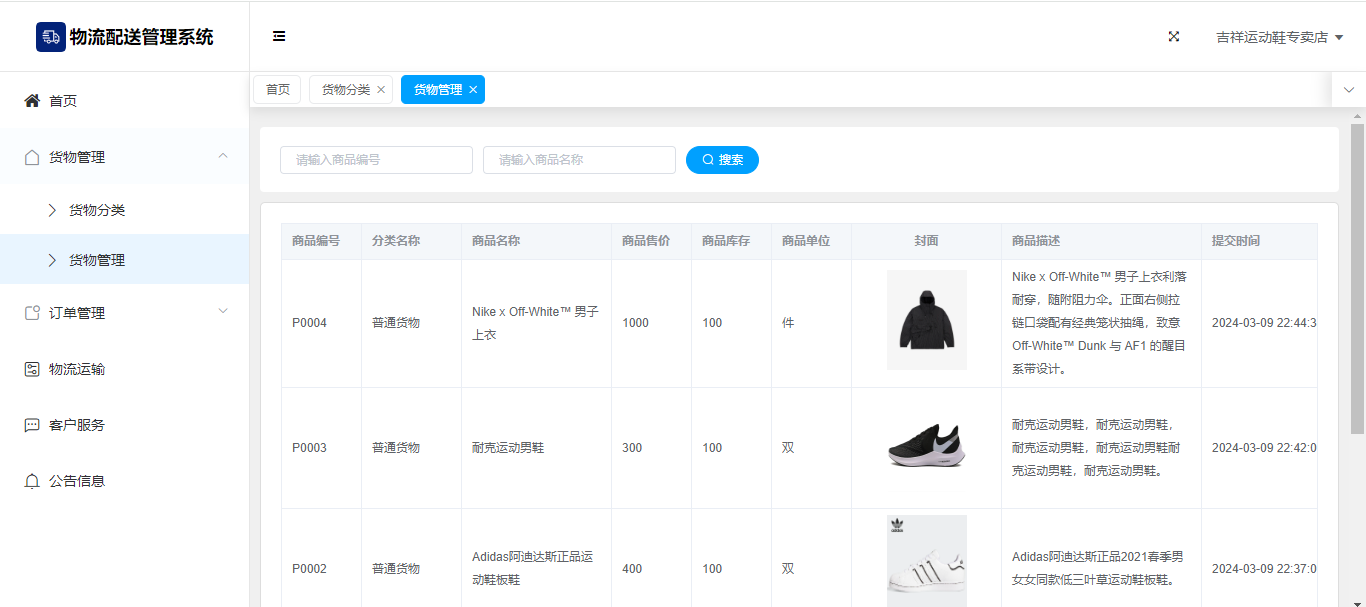 物流配送管理系统
吉祥运动鞋专卖店
首页
货物管理
货物分类
货物管理
订单管理
物流运输
客户服务
公告信息
首页
货物分类
货物管理
请输入商品编号
请输入商品名称
搜索
商品编号 分类名称 商品名称 商品售价 商品库存 商品单位 封面 商品描述 提交时间
P0004
普通货物
Nike x Off-White™ 男子
上衣
1000
100
件
Nike x Off-White™ 男子上衣利落
耐穿，随附阻力伞。正面右侧拉
链口袋配有经典笼状抽绳，致意
Off-White™ Dunk 与 AF1 的醒目
系带设计。
2024-03-09 22:44:3
P0003
普通货物
耐克运动男鞋
300
100
双
耐克运动男鞋，耐克运动男鞋，
耐克运动男鞋，耐克运动男鞋耐
克运动男鞋，耐克运动男鞋。
2024-03-09 22:42:0
P0002
普通货物
Adidas阿迪达斯正品运
动鞋板鞋
400
100
双
Adidas阿迪达斯正品2021春季男
女女同款低三叶草运动鞋板鞋。
2024-03-09 22:37:0